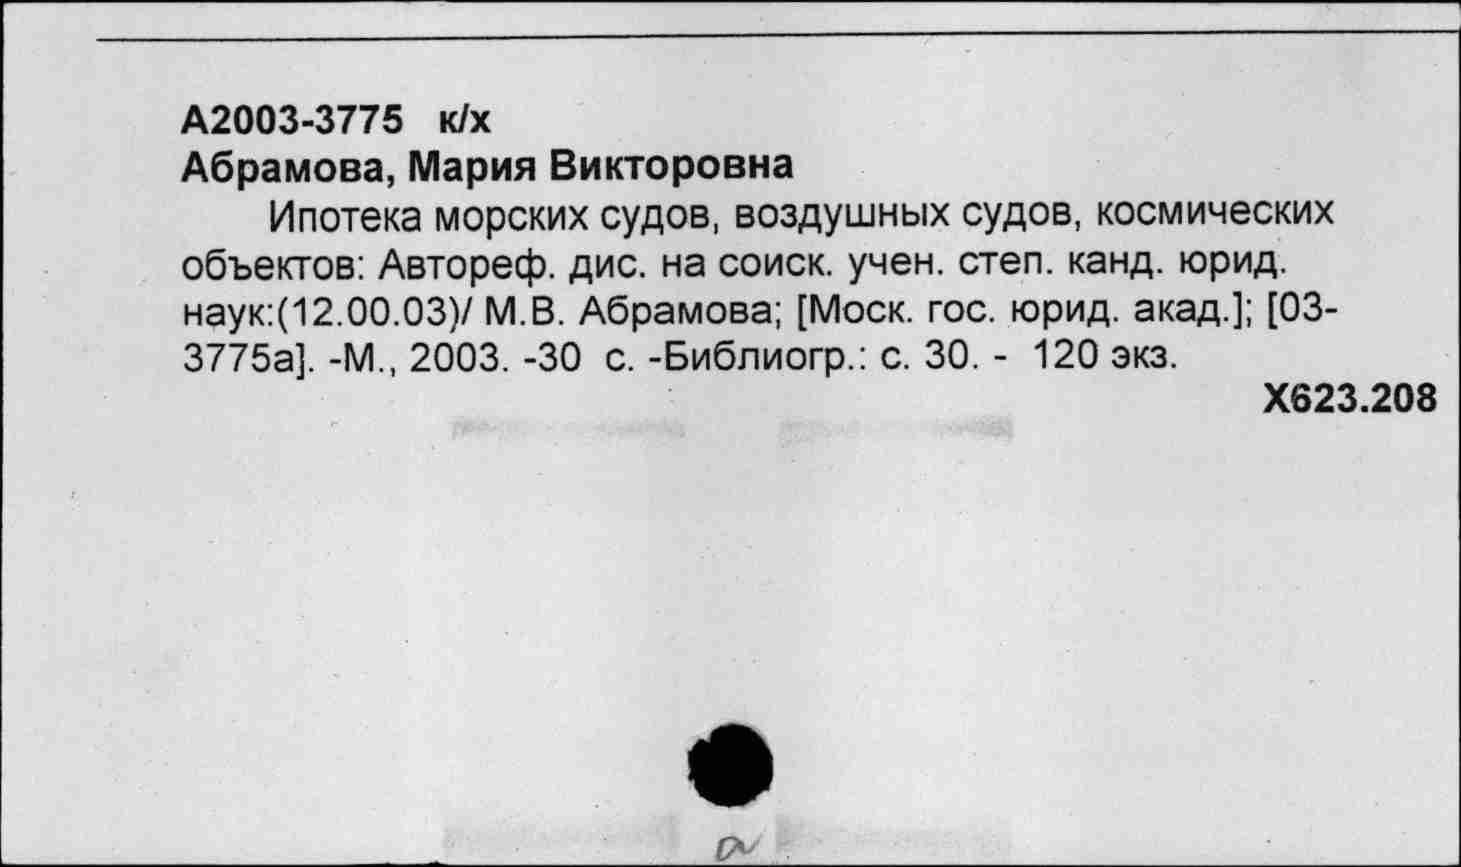 А2003-3775 к/х
Абрамова, Мария Викторовна
Ипотека морских судов, воздушных судов, космических
объектов: Автореф. дис. на соиск. учен. степ. канд. юрид.
наук:(12.00.03)/ М.В. Абрамова; [Моск. гос. юрид. акад.]; [03-
3775а]. -М., 2003. -30 с. -Библиогр.: с. 30. - 120 экз.
Х623.208